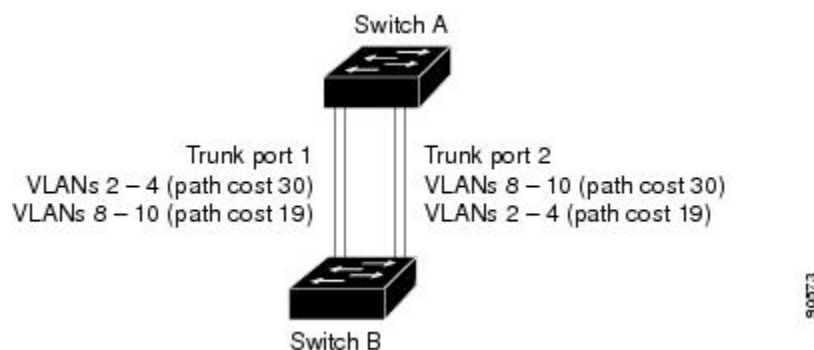 Switch A
Trunk port 1
VLANs 2 – 4 (path cost 30)
VLANs 8 – 10 (path cost 19)
Trunk port 2
VLANs 8 – 10 (path cost 30)
VLANs 2 – 4 (path cost 19)
Switch B
90573